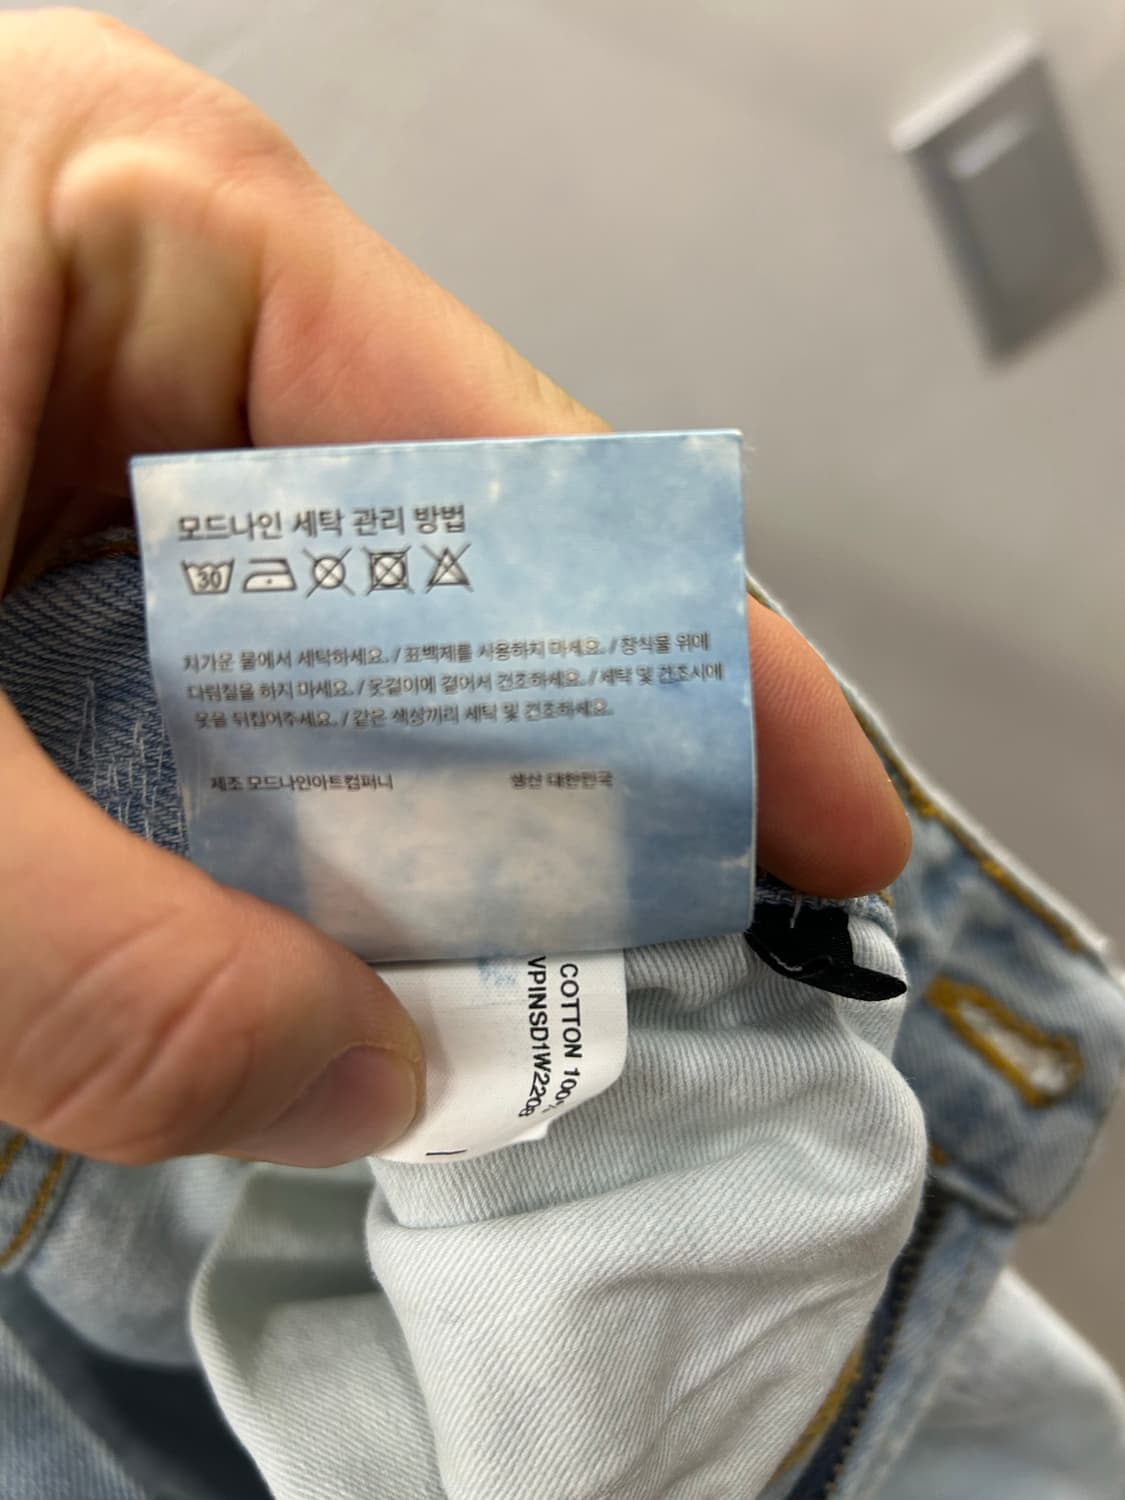 모드나인 세탁 관리 방법
30
차가운 물에서 세탁하세요. / 표백제를 사용하지 마세요. / 장식물 위에
다림질을 하지 마세요. / 옷걸이에 걸어서 건조하세요. / 세탁 및 건조시에
옷을 뒤집어주세요. / 같은 색상끼리 세탁 및 건조하세요.
제조 모드나인아트컴퍼니 생산 대한민국
COTTON 100%